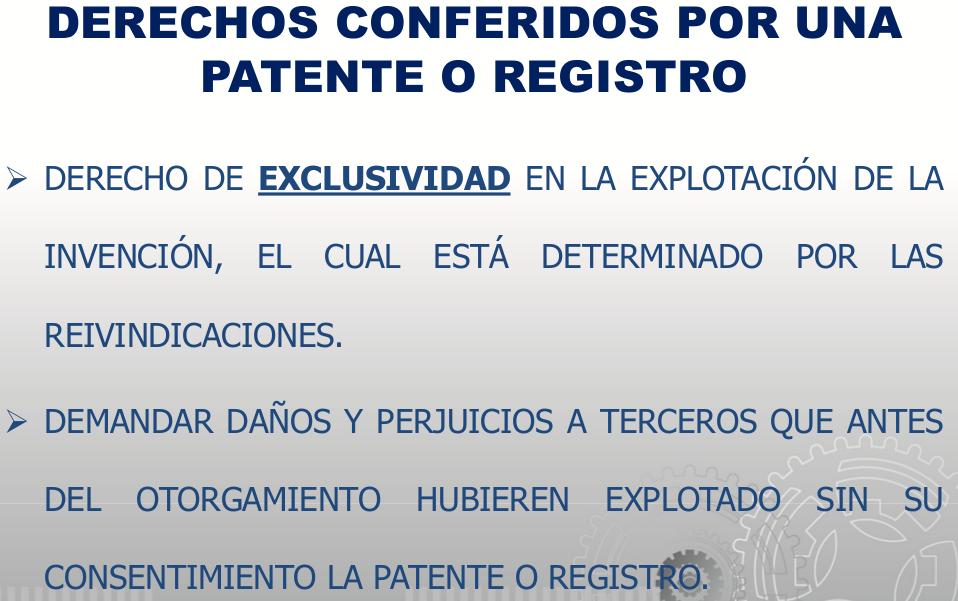 DERECHOS CONFERIDOS POR UNA
PATENTE O REGISTRO
➢ DERECHO DE EXCLUSIVIDAD EN LA EXPLOTACIÓN DE LA
INVENCIÓN, EL CUAL ESTÁ DETERMINADO POR LAS
REIVINDICACIONES.
➢ DEMANDAR DAÑOS Y PERJUICIOS A TERCEROS QUE ANTES
DEL OTORGAMIENTO HUBIEREN EXPLOTADO SIN SU
CONSENTIMIENTO LA PATENTE O REGISTRO.